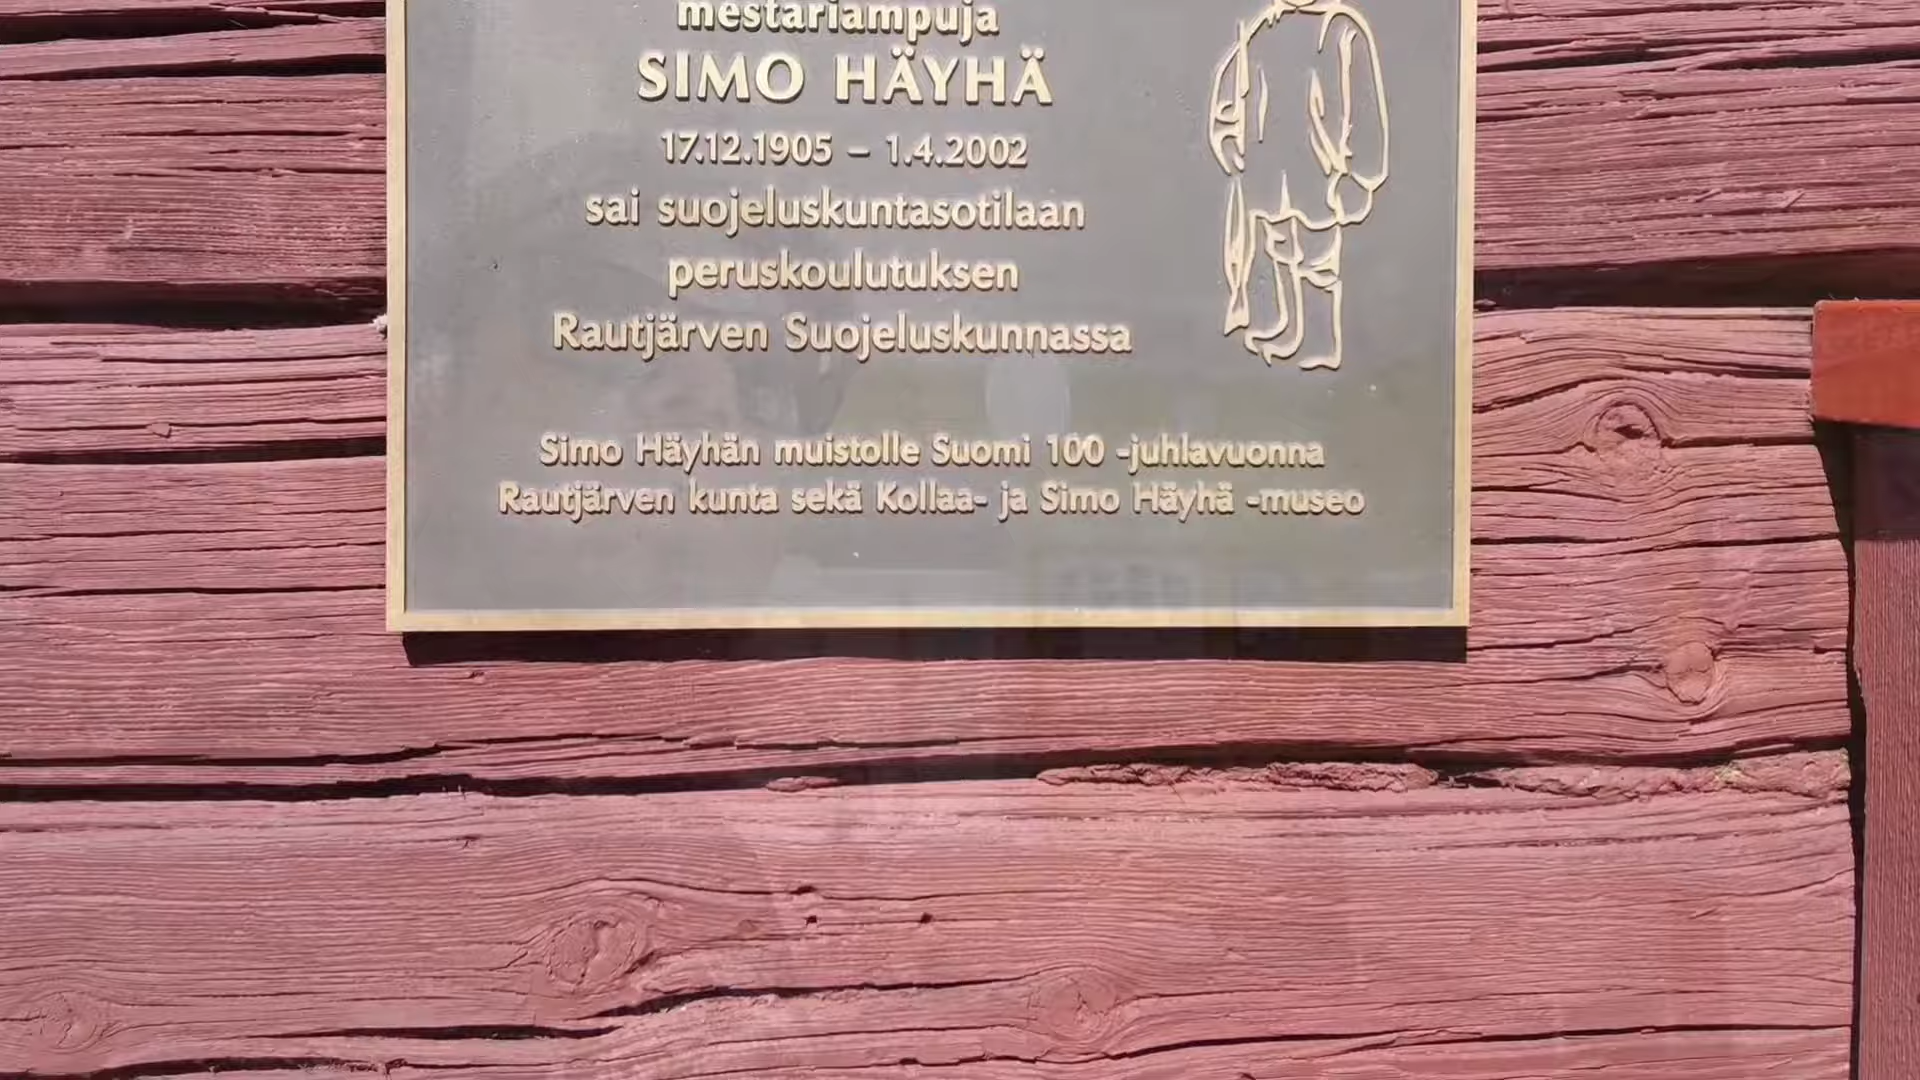 mestariampuja
SIMO HÄYHÄ
17.12.1905 – 1.4.2002
sai suojeluskuntasotilaan
peruskoulutuksen
Rautjärven Suojeluskunnassa
Simo Häyhän muistolle Suomi 100 -juhlavuonna
Rautjärven kunta sekä Kollaa- ja Simo Häyhä -museo